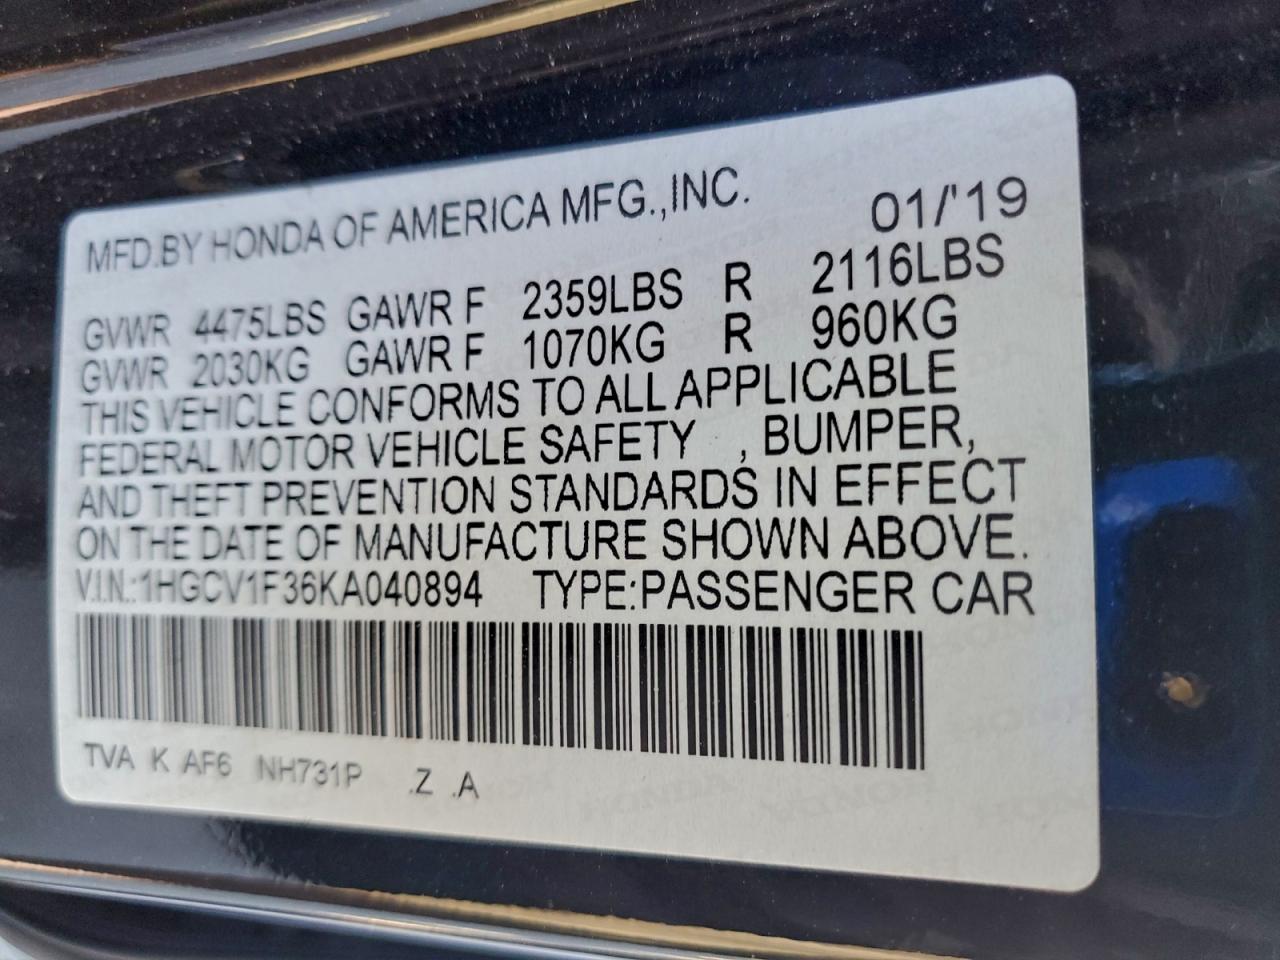 MFD.BY HONDA OF AMERICA MFG.,INC. 01/'19
GVWR 4475LBS GAWR F 2359LBS R 2116LBS
GVWR 2030KG GAWR F 1070KG R 960KG
THIS VEHICLE CONFORMS TO ALL APPLICABLE
FEDERAL MOTOR VEHICLE SAFETY , BUMPER,
AND THEFT PREVENTION STANDARDS IN EFFECT
ON THE DATE OF MANUFACTURE SHOWN ABOVE.
V.I.N.:1HGCV1F36KA040894 TYPE:PASSENGER CAR
TVA K AF6 NH731P .Z .A